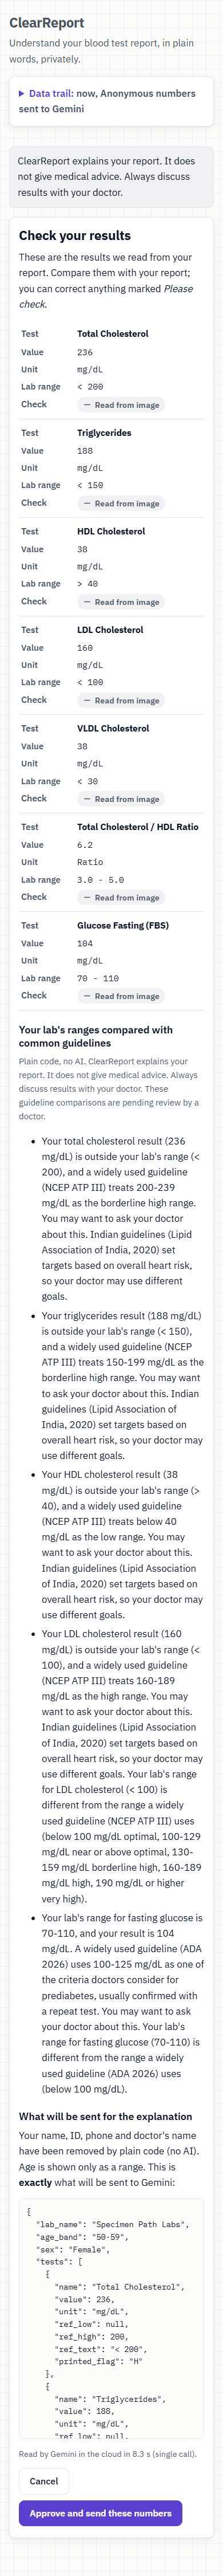 ClearReport
Understand your blood test report, in plain
words, privately.
▶ Data trail: now, Anonymous numbers
sent to Gemini
ClearReport explains your report. It does
not give medical advice. Always discuss
results with your doctor.
Check your results
These are the results we read from your
report. Compare them with your report;
you can correct anything marked Please
check.
Test Total Cholesterol
Value 236
Unit mg/dL
Lab range < 200
Check — Read from image
Test Triglycerides
Value 188
Unit mg/dL
Lab range < 150
Check — Read from image
Test HDL Cholesterol
Value 38
Unit mg/dL
Lab range > 40
Check — Read from image
Test LDL Cholesterol
Value 160
Unit mg/dL
Lab range < 100
Check — Read from image
Test VLDL Cholesterol
Value 38
Unit mg/dL
Lab range < 30
Check — Read from image
Test Total Cholesterol / HDL Ratio
Value 6.2
Unit Ratio
Lab range 3.0 - 5.0
Check — Read from image
Test Glucose Fasting (FBS)
Value 104
Unit mg/dL
Lab range 70 - 110
Check — Read from image
Your lab's ranges compared with
common guidelines
Plain code, no AI. ClearReport explains your
report. It does not give medical advice. Always
discuss results with your doctor. These
guideline comparisons are pending review by a
doctor.
• Your total cholesterol result (236
mg/dL) is outside your lab's range (<
200), and a widely used guideline
(NCEP ATP III) treats 200-239
mg/dL as the borderline high range.
You may want to ask your doctor
about this. Indian guidelines (Lipid
Association of India, 2020) set
targets based on overall heart risk,
so your doctor may use different
goals.
• Your triglycerides result (188 mg/dL)
is outside your lab's range (< 150),
and a widely used guideline (NCEP
ATP III) treats 150-199 mg/dL as the
borderline high range. You may want
to ask your doctor about this. Indian
guidelines (Lipid Association of
India, 2020) set targets based on
overall heart risk, so your doctor may
use different goals.
• Your HDL cholesterol result (38
mg/dL) is outside your lab's range (>
40), and a widely used guideline
(NCEP ATP III) treats below 40
mg/dL as the low range. You may
want to ask your doctor about this.
Indian guidelines (Lipid Association
of India, 2020) set targets based on
overall heart risk, so your doctor may
use different goals.
• Your LDL cholesterol result (160
mg/dL) is outside your lab's range (<
100), and a widely used guideline
(NCEP ATP III) treats 160-189
mg/dL as the high range. You may
want to ask your doctor about this.
Indian guidelines (Lipid Association
of India, 2020) set targets based on
overall heart risk, so your doctor may
use different goals. Your lab's range
for LDL cholesterol (< 100) is
different from the range a widely
used guideline (NCEP ATP III) uses
(below 100 mg/dL optimal, 100-129
mg/dL near or above optimal, 130-
159 mg/dL borderline high, 160-189
mg/dL high, 190 mg/dL or higher
very high).
• Your lab's range for fasting glucose is
70-110, and your result is 104
mg/dL. A widely used guideline (ADA
2026) uses 100-125 mg/dL as one of
the criteria doctors consider for
prediabetes, usually confirmed with
a repeat test. You may want to ask
your doctor about this. Your lab's
range for fasting glucose (70-110) is
different from the range a widely
used guideline (ADA 2026) uses
(below 100 mg/dL).
What will be sent for the explanation
Your name, ID, phone and doctor's name
have been removed by plain code (no AI).
Age is shown only as a range. This is
exactly what will be sent to Gemini:
{
"lab_name": "Specimen Path Labs",
"age_band": "50-59",
"sex": "Female",
"tests": [
{
"name": "Total Cholesterol",
"value": 236,
"unit": "mg/dL",
"ref_low": null,
"ref_high": 200,
"ref_text": "< 200",
"printed_flag": "H"
},
{
"name": "Triglycerides",
"value": 188,
"unit": "mg/dL",
"ref_low": null,
Read by Gemini in the cloud in 8.3 s (single call).
Cancel
Approve and send these numbers